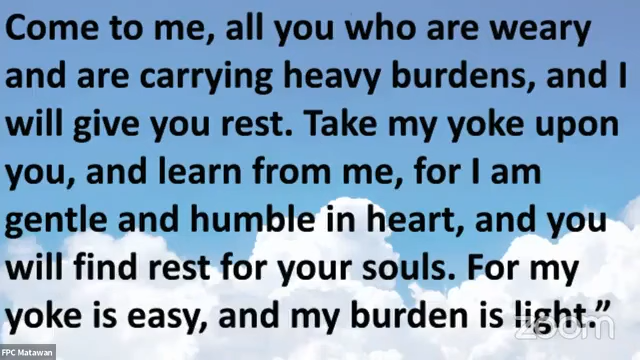 Come to me, all you who are weary
and are carrying heavy burdens, and I
will give you rest. Take my yoke upon
you, and learn from me, for I am
gentle and humble in heart, and you
will find rest for your souls. For my
yoke is easy, and my burden is light.”
zoom
FPC Matawan